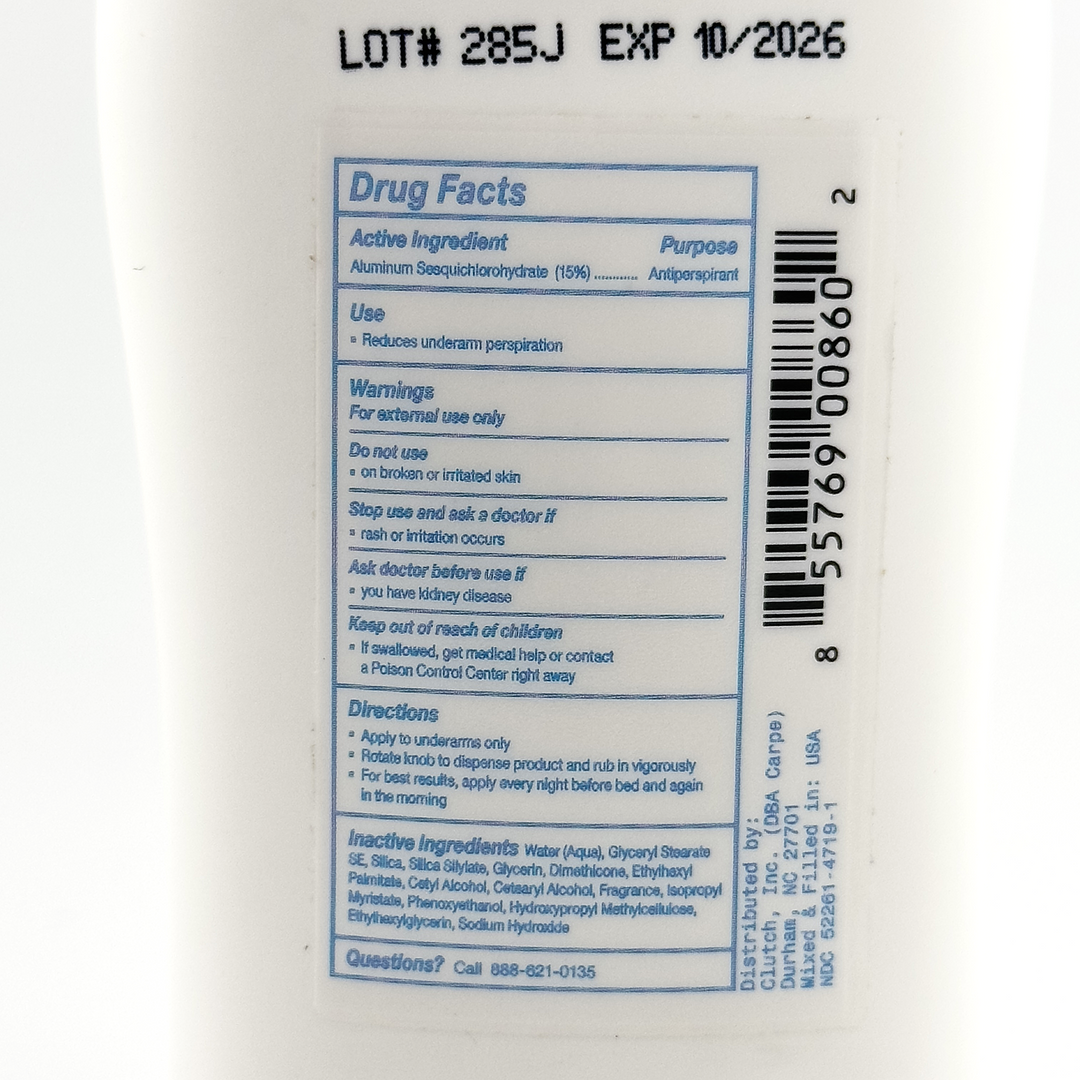 LOT# 285J EXP 10/2026
Drug Facts
Active Ingredient Purpose
Aluminum Sesquichlorohydrate (15%)............ Antiperspirant
Use
▪ Reduces underarm perspiration
Warnings
For external use only
Do not use
▪ on broken or irritated skin
Stop use and ask a doctor if
▪ rash or irritation occurs
Ask doctor before use if
▪ you have kidney disease
Keep out of reach of children
▪ If swallowed, get medical help or contact
a Poison Control Center right away
Directions
▪ Apply to underarms only
▪ Rotate knob to dispense product and rub in vigorously
▪ For best results, apply every night before bed and again
in the morning
Inactive Ingredients Water (Aqua), Glyceryl Stearate
SE, Silica, Silica Silylate, Glycerin, Dimethicone, Ethylhexyl
Palmitate, Cetyl Alcohol, Cetearyl Alcohol, Fragrance, Isopropyl
Myristate, Phenoxyethanol, Hydroxypropyl Methylcellulose,
Ethylhexylglycerin, Sodium Hydroxide
Questions? Call 888-621-0135
8 55769 00860 2
Distributed by:
Clutch, Inc. (DBA Carpe)
Durham, NC 27701
Mixed & Filled in: USA
NDC 52261-4719-1